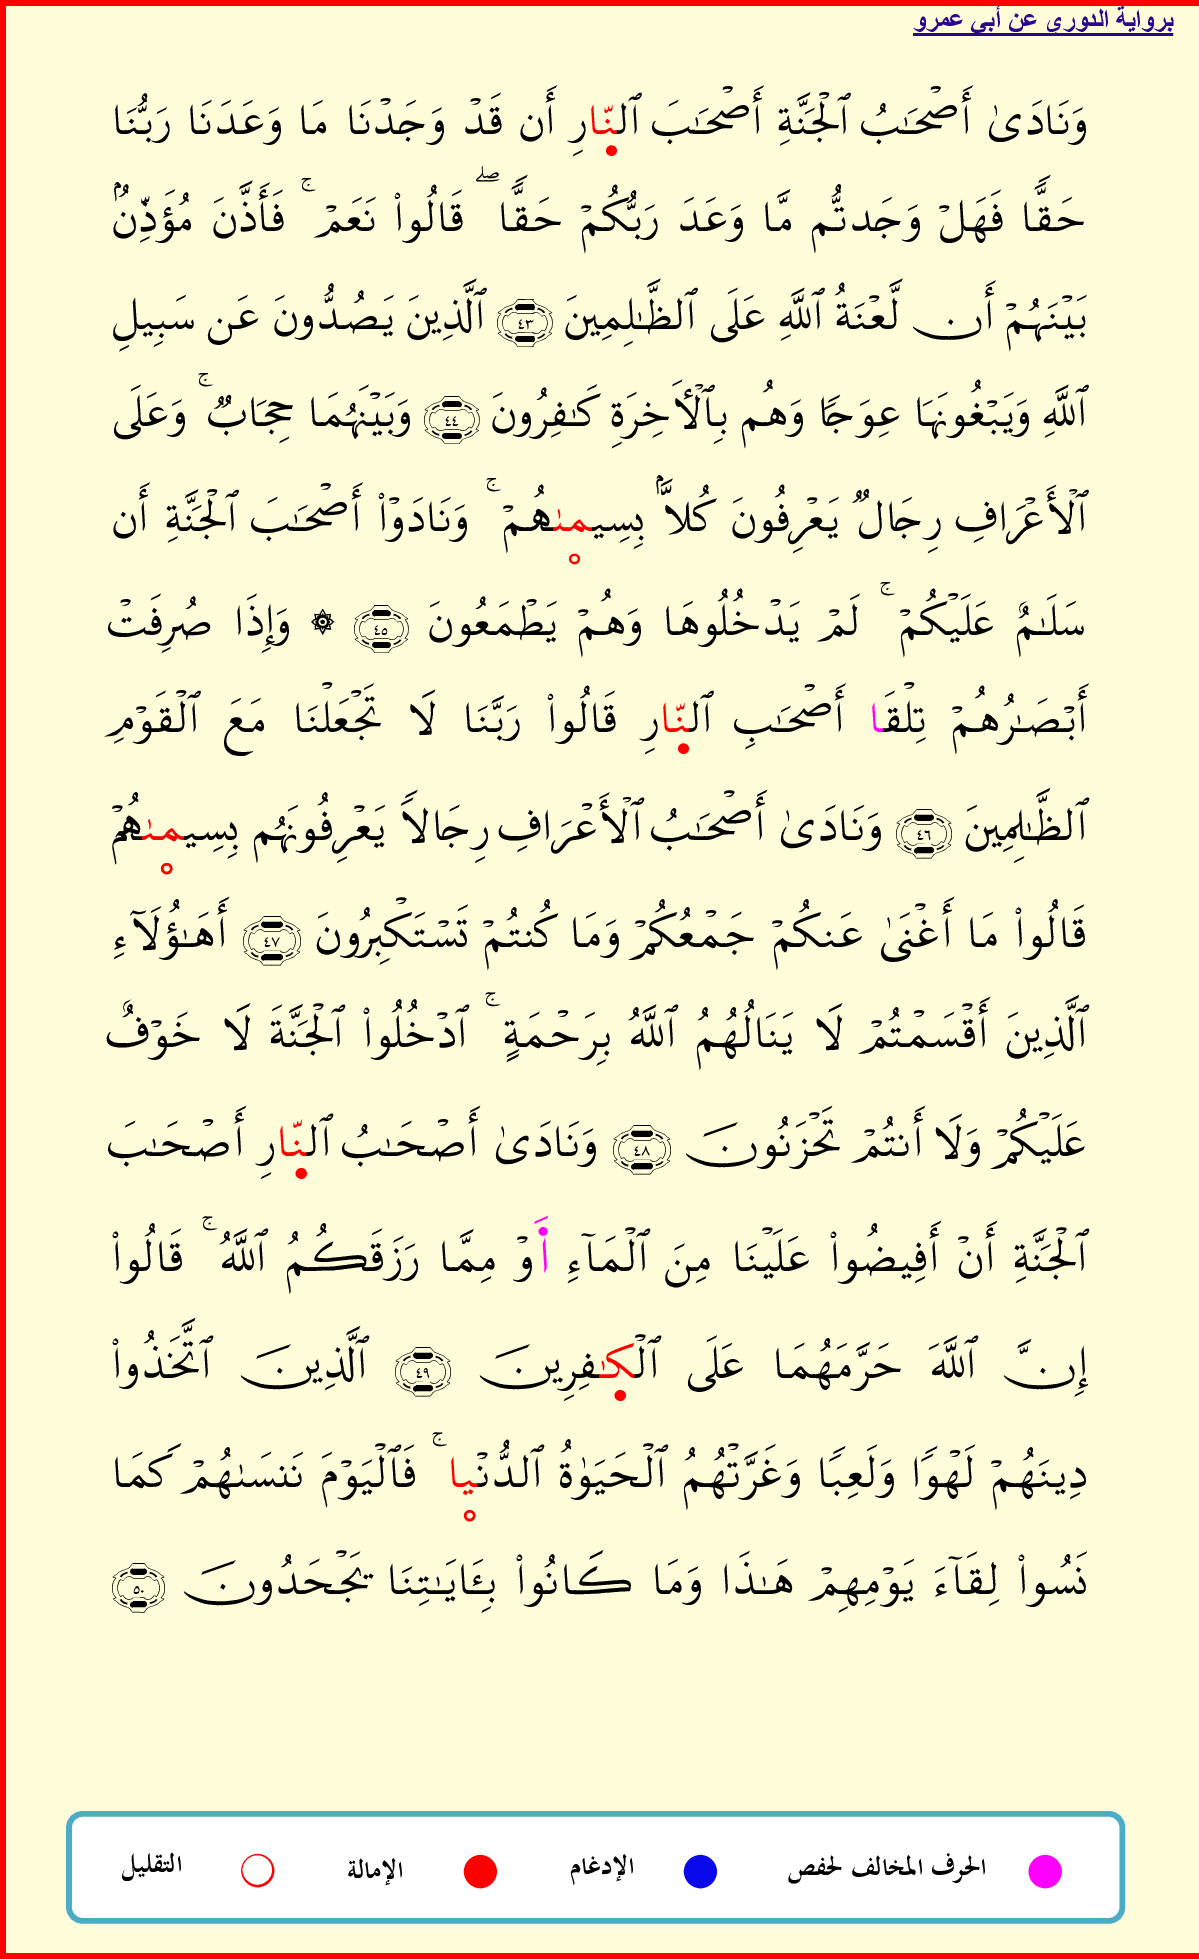 برواية الدوري عن أبي عمرو
وَنَادَىٰ أَصۡحَٰبُ ٱلۡجَنَّةِ أَصۡحَٰبَ ٱلنّارِ أَن قَدۡ وَجَدۡنَا مَا وَعَدَنَا رَبُّنَا
حَقًّا فَهَلۡ وَجَدتُّم مَّا وَعَدَ رَبُّكُمۡ حَقًّاۖ قَالُواْ نَعَمۡۚ فَأَذَّنَ مُؤَذِّنُۢ
بَيۡنَهُمۡ أَن لَّعۡنَةُ ٱللَّهِ عَلَى ٱلظَّٰلِمِينَ ٤٣ ٱلَّذِينَ يَصُدُّونَ عَن سَبِيلِ
ٱللَّهِ وَيَبۡغُونَهَا عِوَجًا وَهُم بِٱلۡأَخِرَةِ كَٰفِرُونَ ٤٤ وَبَيۡنَهُمَا حِجَابٞۚ وَعَلَى
ٱلۡأَعۡرَافِ رِجَالٞ يَعۡرِفُونَ كُلَّاۢ بِسِيمىٰهُمۡۚ وَنَادَوۡاْ أَصۡحَٰبَ ٱلۡجَنَّةِ أَن
سَلَٰمٌ عَلَيۡكُمۡۚ لَمۡ يَدۡخُلُوهَا وَهُمۡ يَطۡمَعُونَ ٤٥ ۞ وَإِذَا صُرِفَتۡ
أَبۡصَٰرُهُمۡ تِلۡقَا أَصۡحَٰبِ ٱلنّارِ قَالُواْ رَبَّنَا لَا تَجۡعَلۡنَا مَعَ ٱلۡقَوۡمِ
ٱلظَّٰلِمِينَ ٤٦ وَنَادَىٰ أَصۡحَٰبُ ٱلۡأَعۡرَافِ رِجَالًا يَعۡرِفُونَهُم بِسِيمىٰهُمۡ
قَالُواْ مَا أَغۡنَىٰ عَنكُمۡ جَمۡعُكُمۡ وَمَا كُنتُمۡ تَسۡتَكۡبِرُونَ ٤٧ أَهَٰؤُلَآءِ
ٱلَّذِينَ أَقۡسَمۡتُمۡ لَا يَنَالُهُمُ ٱللَّهُ بِرَحۡمَةٍۚ ٱدۡخُلُواْ ٱلۡجَنَّةَ لَا خَوۡفٌ
عَلَيۡكُمۡ وَلَا أَنتُمۡ تَحۡزَنُونَ ٤٨ وَنَادَىٰ أَصۡحَٰبُ ٱلنّارِ أَصۡحَٰبَ
ٱلۡجَنَّةِ أَنۡ أَفِيضُواْ عَلَيۡنَا مِنَ ٱلۡمَآءِ أَوۡ مِمَّا رَزَقَكُمُ ٱللَّهُۚ قَالُواْ
إِنَّ ٱللَّهَ حَرَّمَهُمَا عَلَى ٱلۡكٰفِرِينَ ٤٩ ٱلَّذِينَ ٱتَّخَذُواْ
دِينَهُمۡ لَهۡوٗا وَلَعِبٗا وَغَرَّتۡهُمُ ٱلۡحَيَوٰةُ ٱلدُّنۡياۚ فَٱلۡيَوۡمَ نَنسَىٰهُمۡ كَمَا
نَسُواْ لِقَآءَ يَوۡمِهِمۡ هَٰذَا وَمَا كَانُواْ بِـَٔايَٰتِنَا يَجۡحَدُونَ ٥٠
الحرف المخالف لحفص الإدغام الإمالة التقليل